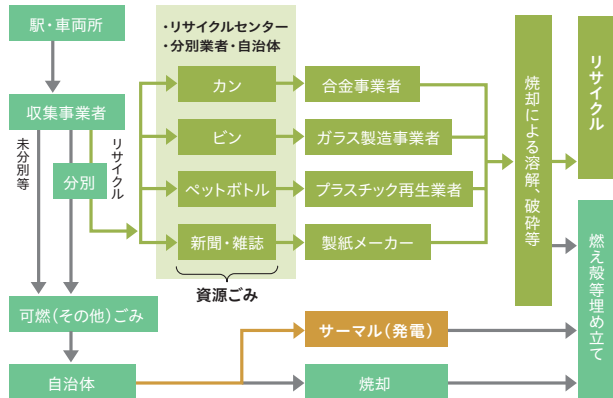 駅・車両所
・リサイクルセンター
・分別業者・自治体
収集事業者
未分別等
分別
リサイクル
カン
合金事業者
ビン
ガラス製造事業者
ペットボトル
プラスチック再生業者
新聞・雑誌
製紙メーカー
資源ごみ
焼却による溶解、破砕等
リサイクル
燃え殻等埋め立て
可燃（その他）ごみ
サーマル（発電）
自治体
焼却